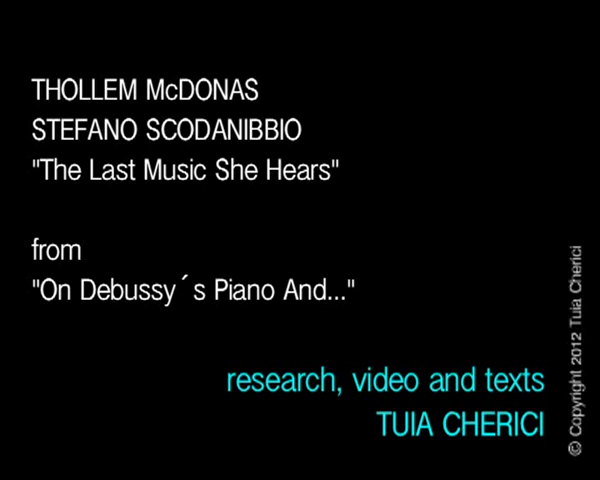 THOLLEM McDONAS
STEFANO SCODANIBBIO
"The Last Music She Hears"
from
"On Debussy´s Piano And..."
research, video and texts
TUIA CHERICI
© Copyright 2012 Tuia Cherici